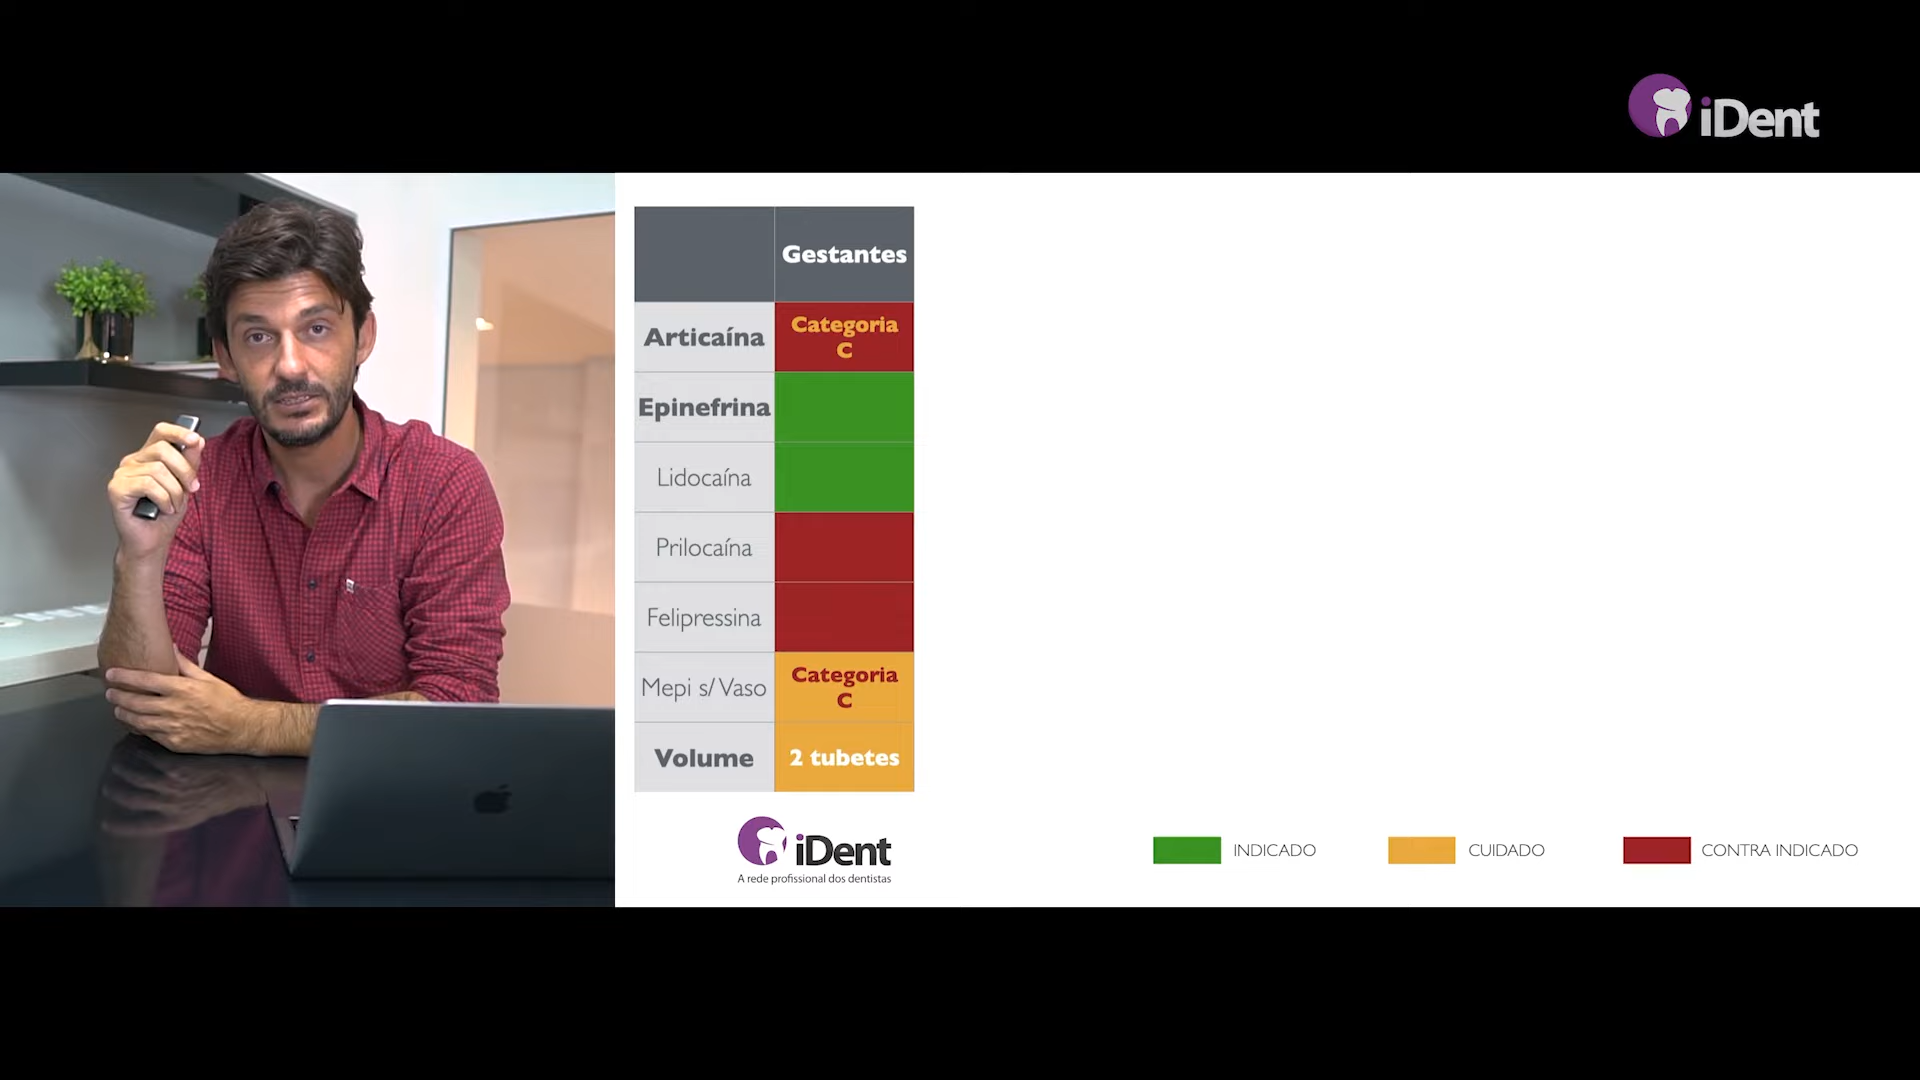 iDent
Gestantes
Articaína
Categoria
C
Epinefrina
Lidocaína
Prilocaína
Felipressina
Mepi s/ Vaso
Categoria
C
Volume
2 tubetes
iDent
A rede profissional dos dentistas
INDICADO
CUIDADO
CONTRA INDICADO